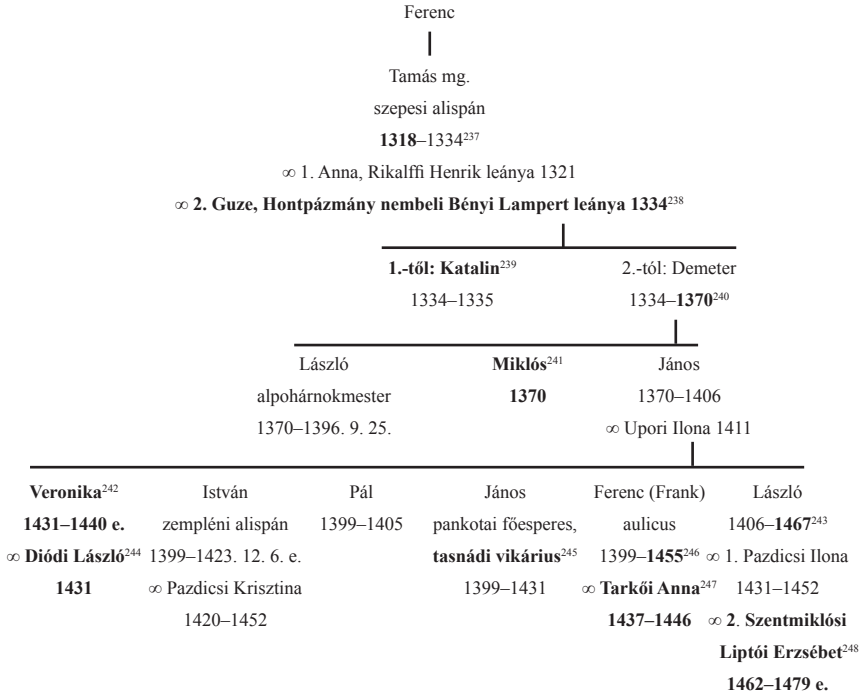 Ferenc
Tamás mg.
szepesi alispán
1318–1334²³⁷
∞ 1. Anna, Rikalffi Henrik leánya 1321
∞ 2. Guze, Hontpázmány nembeli Bényi Lampert leánya 1334²³⁸
1.-től: Katalin²³⁹ 2.-tól: Demeter
1334–1335 1334–1370²⁴⁰
László Miklós²⁴¹ János
alpohárnokmester 1370 1370–1406
1370–1396. 9. 25. ∞ Upori Ilona 1411
Veronika²⁴² István Pál János Ferenc (Frank) László
1431–1440 e. zempléni alispán 1399–1405 pankotai főesperes, aulicus 1406–1467²⁴³
∞ Diódi László²⁴⁴ 1399–1423. 12. 6. e. tasnádi vikárius²⁴⁵ 1399–1455²⁴⁶ ∞ 1. Pazdicsi Ilona
1431 ∞ Pazdicsi Krisztina 1399–1431 ∞ Tarkői Anna²⁴⁷ 1431–1452
1420–1452 1437–1446 ∞ 2. Szentmiklósi
Liptói Erzsébet²⁴⁸
1462–1479 e.